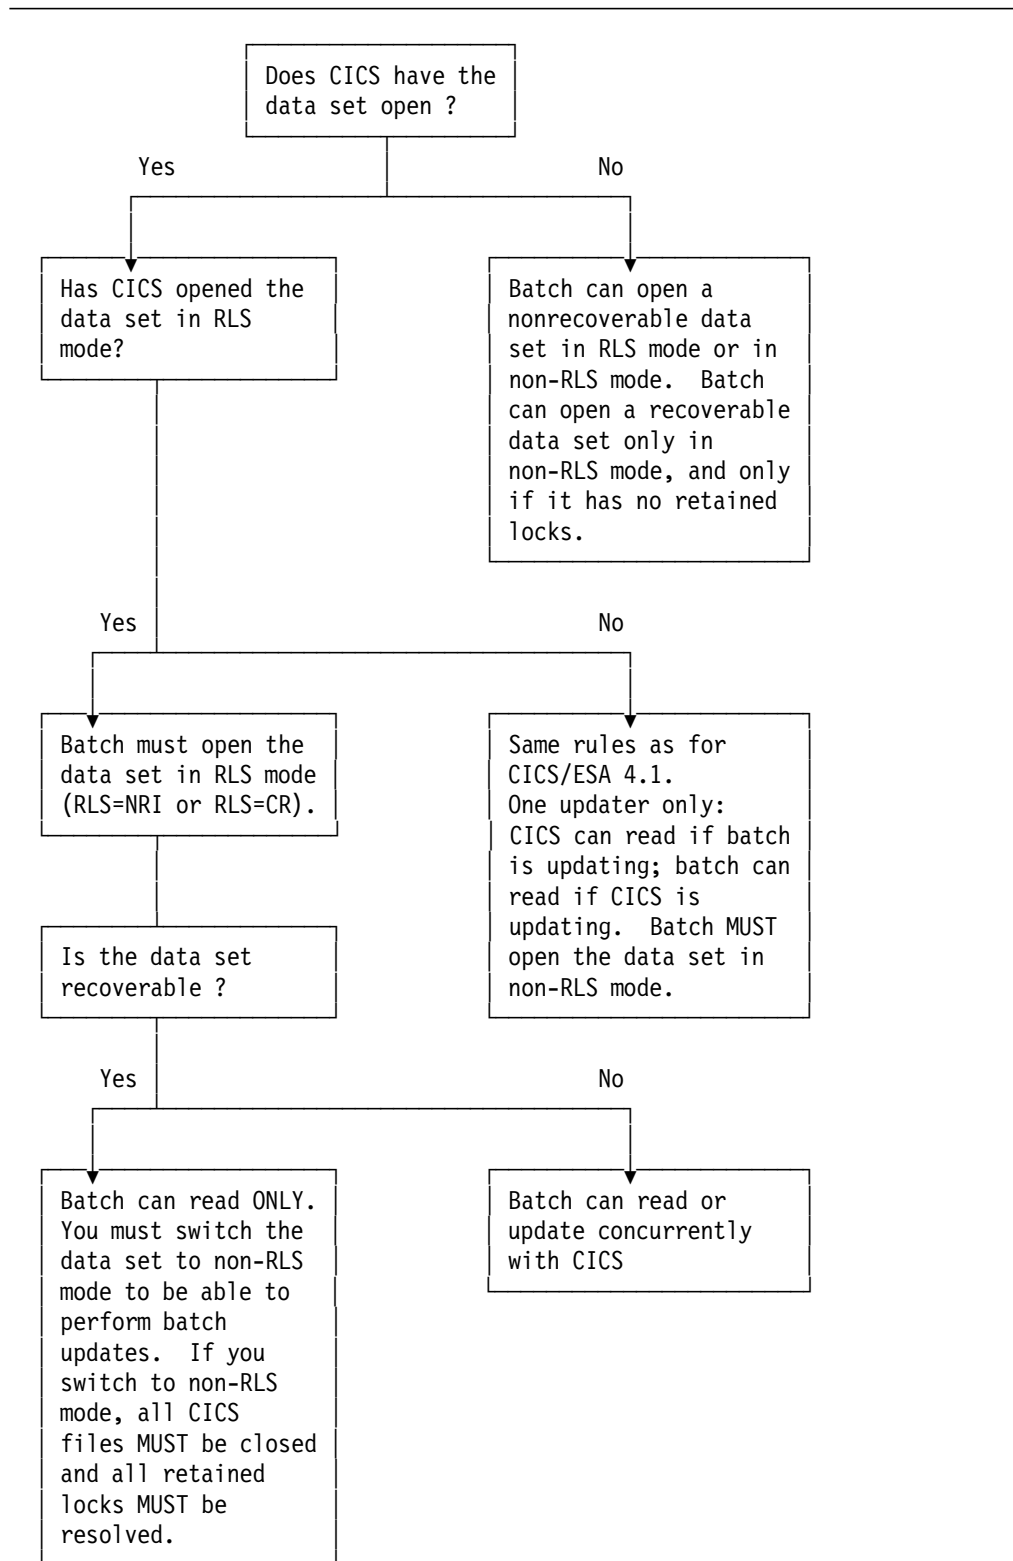 Does CICS have the
data set open ?
Yes
No
Has CICS opened the
data set in RLS
mode?
Batch can open a
nonrecoverable data
set in RLS mode or in
non-RLS mode.  Batch
can open a recoverable
data set only in
non-RLS mode, and only
if it has no retained
locks.
Yes
No
Batch must open the
data set in RLS mode
(RLS=NRI or RLS=CR).
Same rules as for
CICS/ESA 4.1.
One updater only:
CICS can read if batch
is updating; batch can
read if CICS is
updating.  Batch MUST
open the data set in
non-RLS mode.
Is the data set
recoverable ?
Yes
No
Batch can read ONLY.
You must switch the
data set to non-RLS
mode to be able to
perform batch
updates.  If you
switch to non-RLS
mode, all CICS
files MUST be closed
and all retained
locks MUST be
resolved.
Batch can read or
update concurrently
with CICS